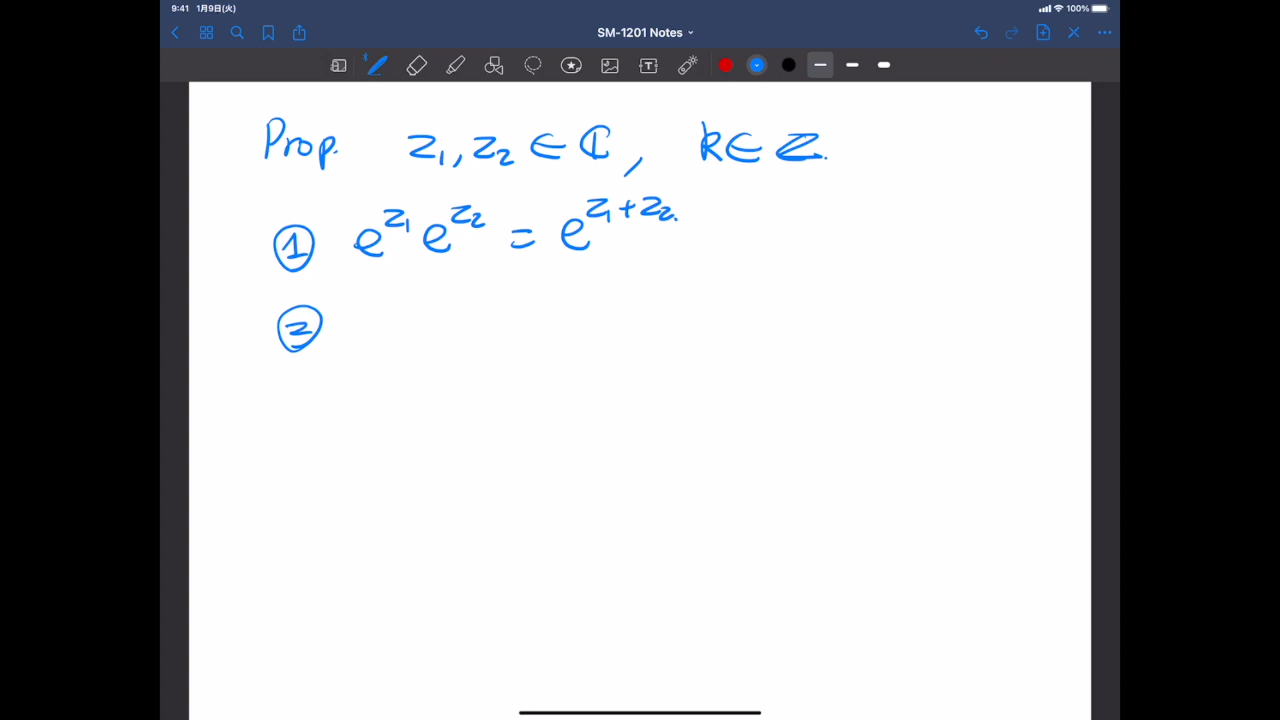 9:41 1月9日(火) 100%
SM-1201 Notes
Prop. z₁, z₂ ∈ ℂ, k ∈ ℤ.
① e^{z₁} e^{z₂} = e^{z₁+z₂}.
②